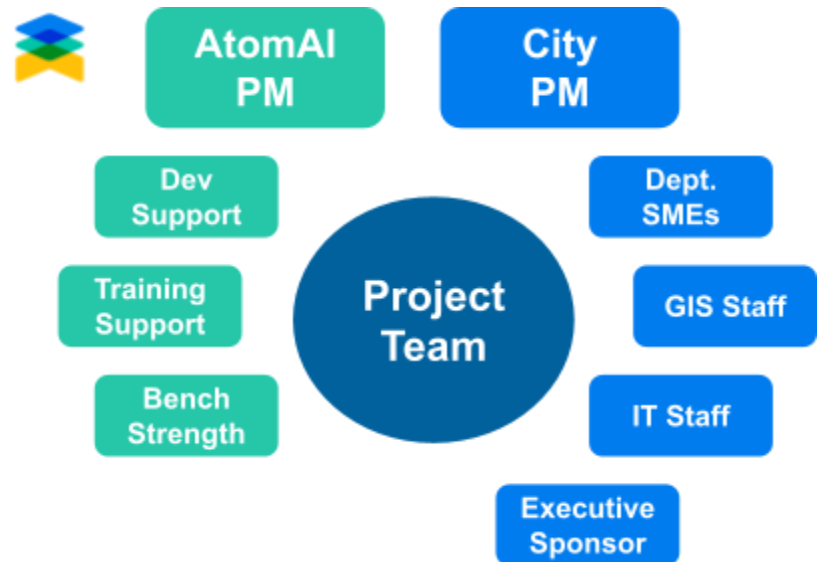 AtomAI
PM
City
PM
Dev
Support
Dept.
SMEs
Training
Support
Project
Team
GIS Staff
Bench
Strength
IT Staff
Executive
Sponsor